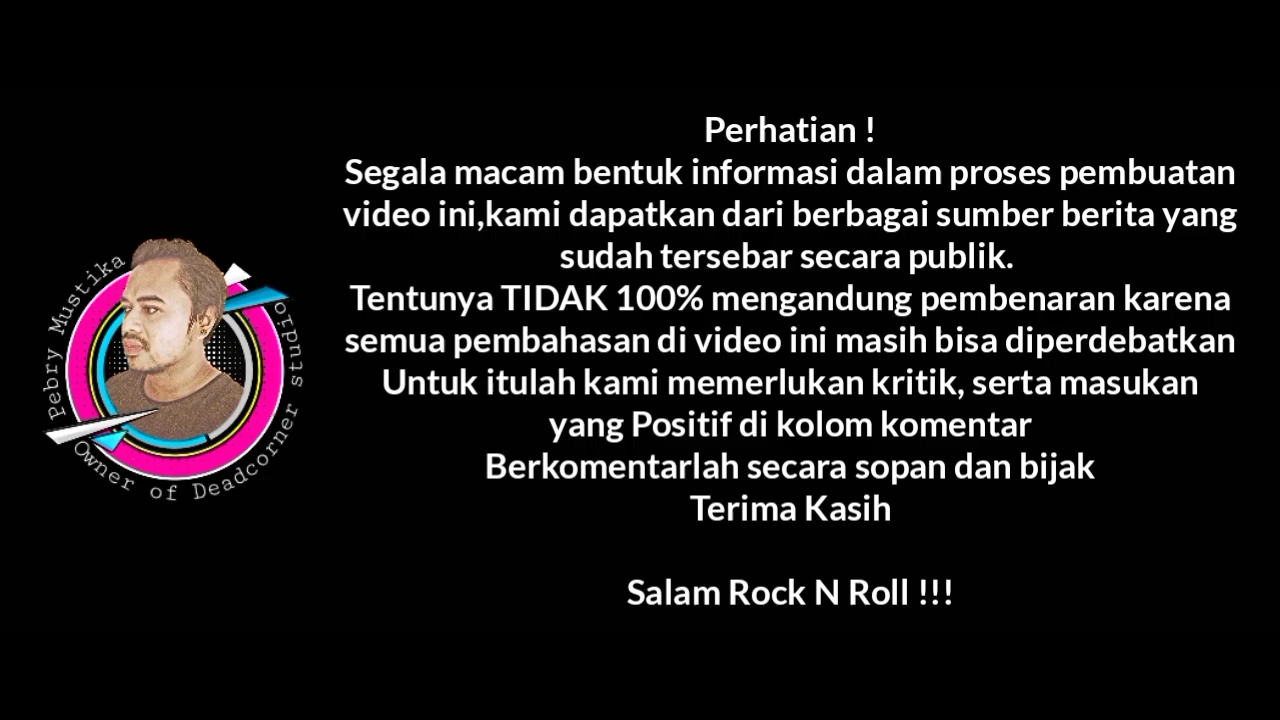 Perhatian !
Segala macam bentuk informasi dalam proses pembuatan
video ini,kami dapatkan dari berbagai sumber berita yang
sudah tersebar secara publik.
Tentunya TIDAK 100% mengandung pembenaran karena
semua pembahasan di video ini masih bisa diperdebatkan
Untuk itulah kami memerlukan kritik, serta masukan
yang Positif di kolom komentar
Berkomentarlah secara sopan dan bijak
Terima Kasih
Salam Rock N Roll !!!
Pebry Mustika
Owner of Deadcorner studio